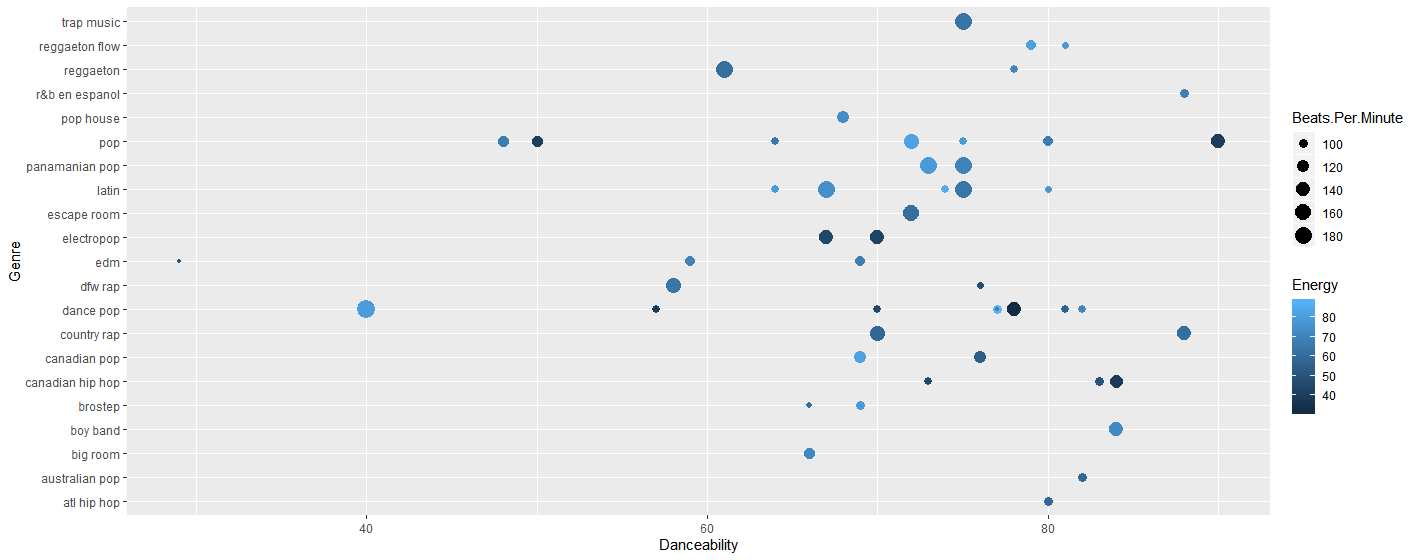 trap music
reggaeton flow
reggaeton
r&b en espanol
pop house
pop
panamanian pop
latin
escape room
electropop
edm
dfw rap
dance pop
country rap
canadian pop
canadian hip hop
brostep
boy band
big room
australian pop
atl hip hop
Genre
40 60 80
Danceability
Beats.Per.Minute
100
120
140
160
180
Energy
80
70
60
50
40